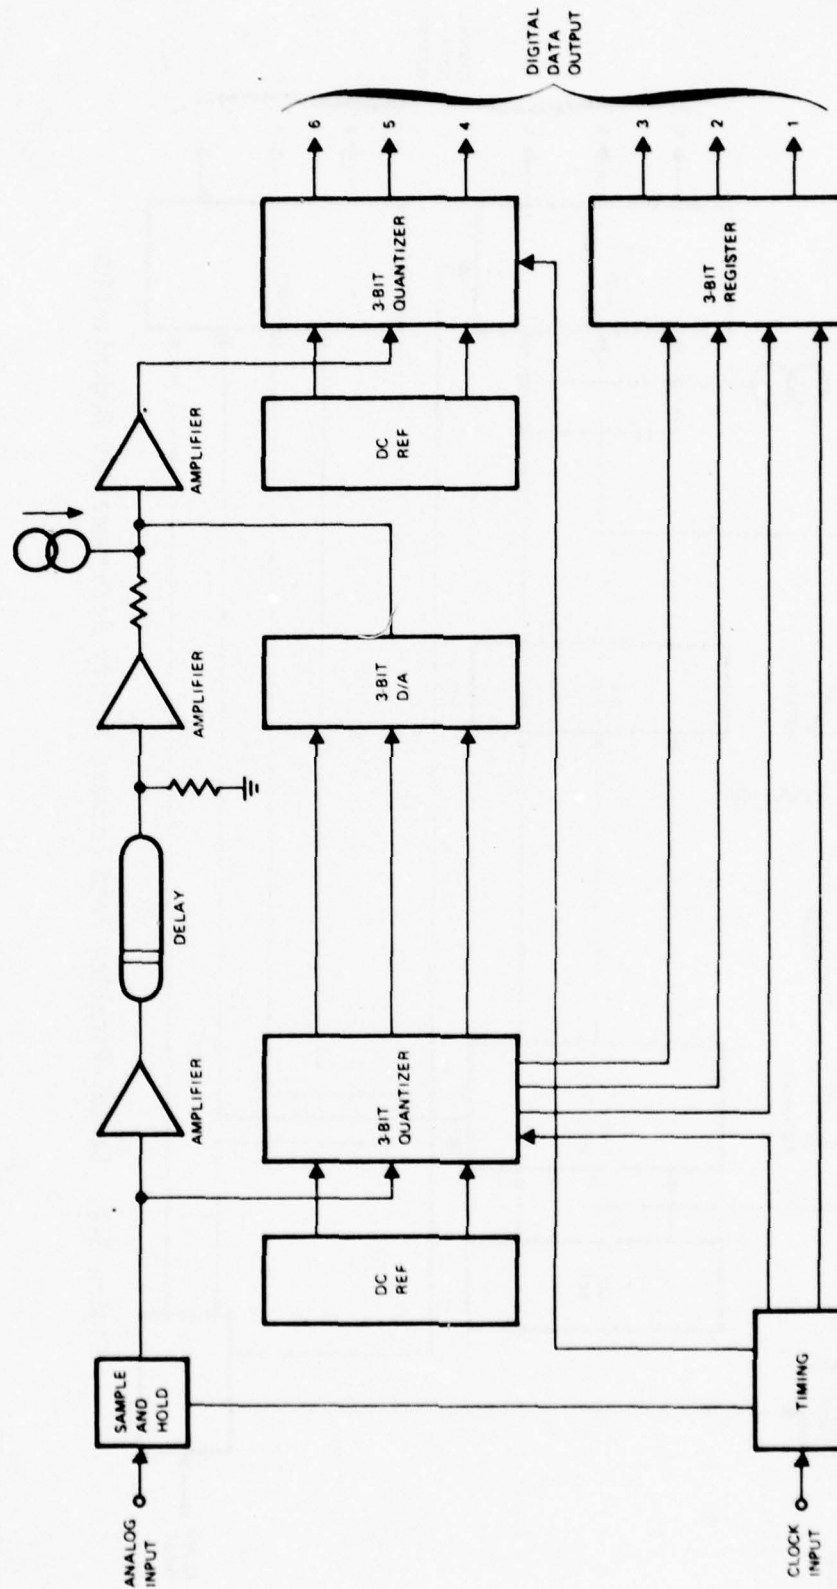 ANALOG
INPUT
SAMPLE
AND
HOLD
AMPLIFIER
DELAY
AMPLIFIER
AMPLIFIER
DC
REF
3-BIT
QUANTIZER
3-BIT
D/A
DC
REF
3-BIT
QUANTIZER
6
5
4
DIGITAL
DATA
OUTPUT
3-BIT
REGISTER
3
2
1
CLOCK
INPUT
TIMING